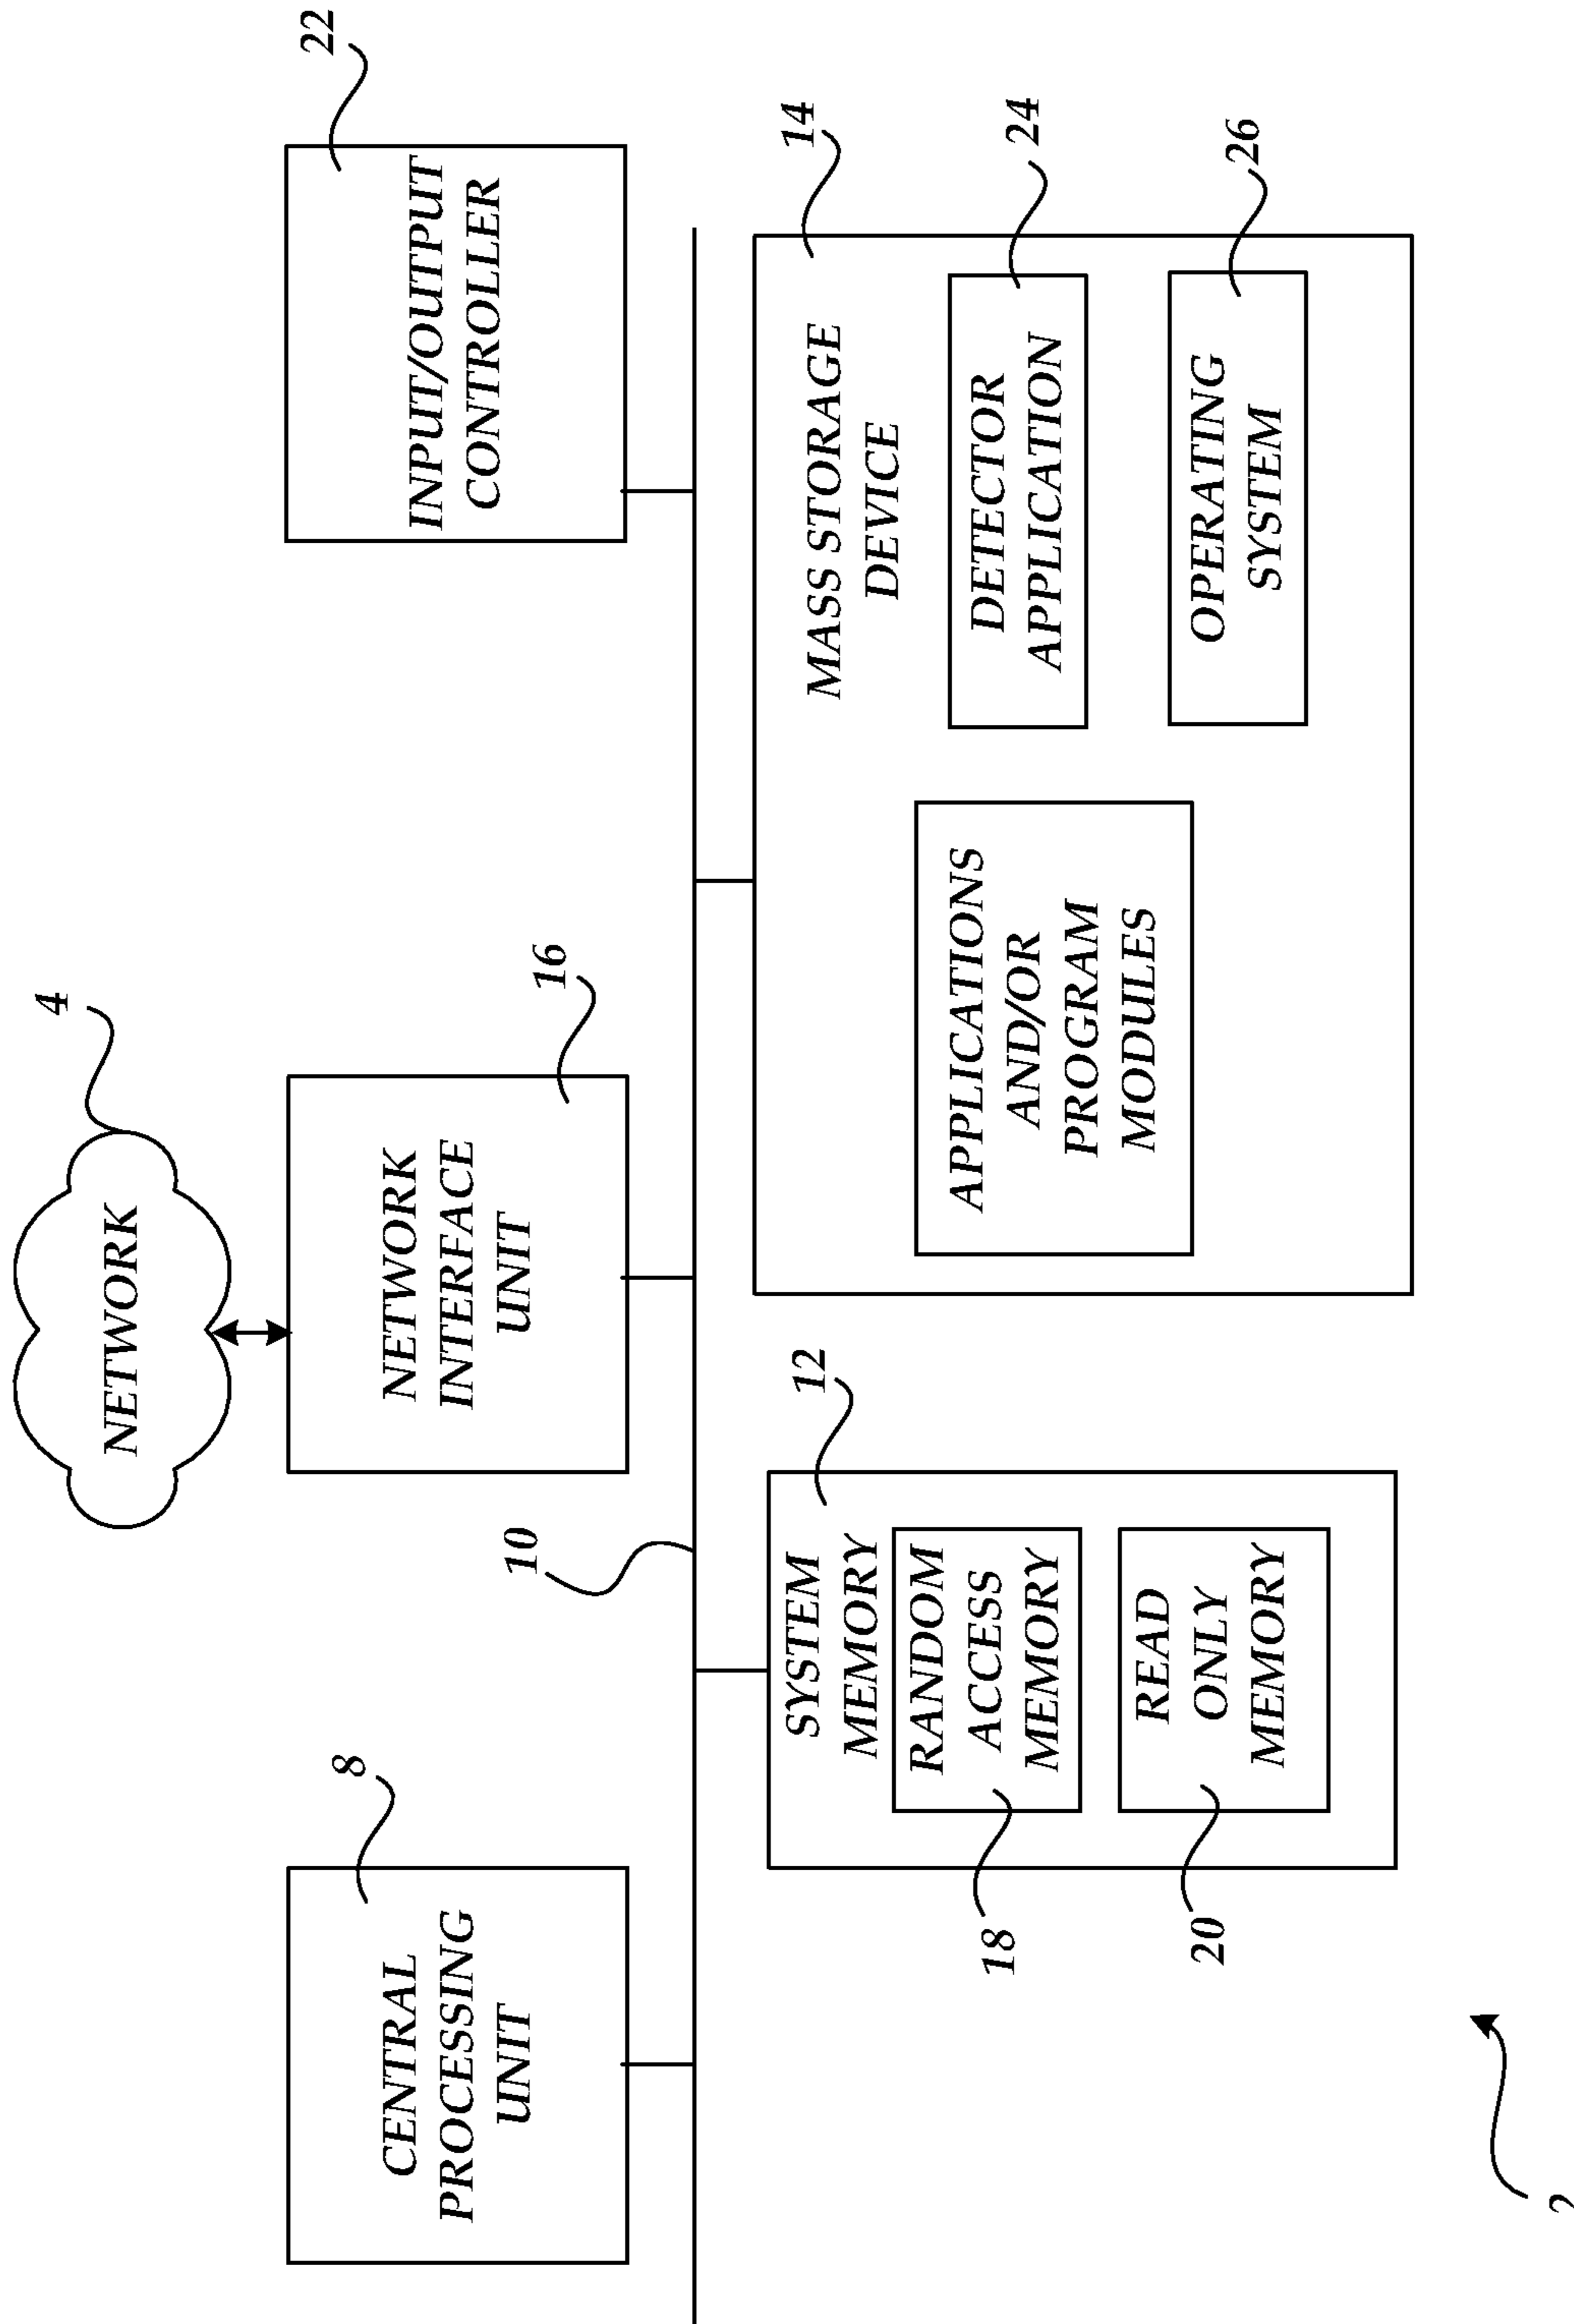 4
NETWORK
8
CENTRAL
PROCESSING
UNIT
16
NETWORK
INTERFACE
UNIT
22
INPUT/OUTPUT
CONTROLLER
10
12
SYSTEM
MEMORY
RANDOM
ACCESS
MEMORY
18
READ
ONLY
MEMORY
20
14
MASS STORAGE
DEVICE
APPLICATIONS
AND/OR
PROGRAM
MODULES
DETECTOR
APPLICATION
24
OPERATING
SYSTEM
26
2